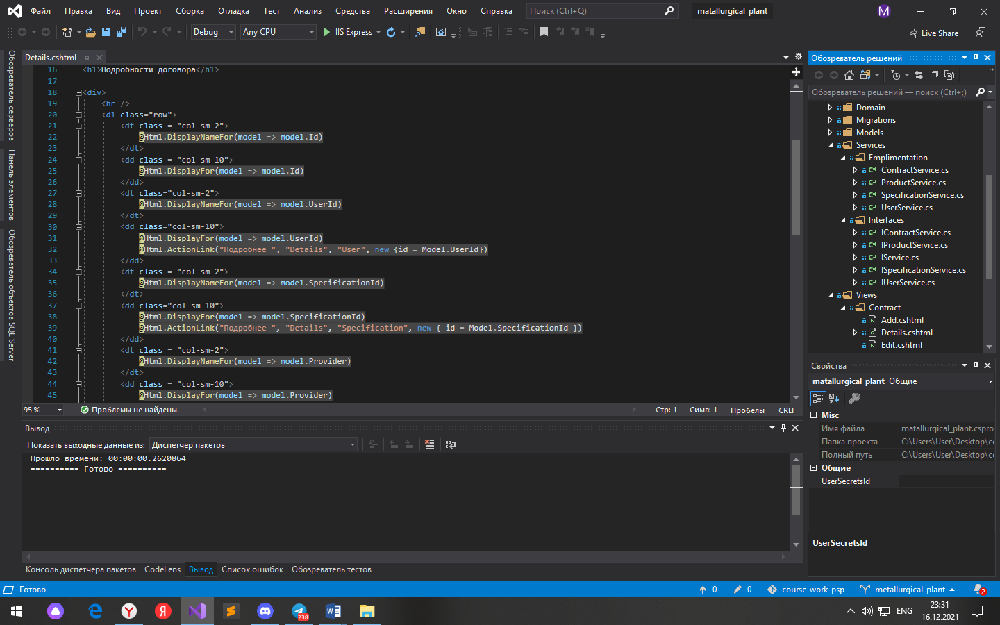 Файл Правка Вид Проект Сборка Отладка Тест Анализ Средства Расширения Окно Справка Поиск (Ctrl+Q) matallurgical_plant M
Debug Any CPU IIS Express Live Share
Обозреватель серверов
Панель элементов
Обозреватель объектов SQL Server
Details.cshtml
16 <h1>Подробности договора</h1>
17
18 <div>
19 <hr />
20 <dl class="row">
21 <dt class = "col-sm-2">
22 @Html.DisplayNameFor(model => model.Id)
23 </dt>
24 <dd class = "col-sm-10">
25 @Html.DisplayFor(model => model.Id)
26 </dd>
27 <dt class="col-sm-2">
28 @Html.DisplayNameFor(model => model.UserId)
29 </dt>
30 <dd class="col-sm-10">
31 @Html.DisplayFor(model => model.UserId)
32 @Html.ActionLink("Подробнее ", "Details", "User", new {id = Model.UserId})
33 </dd>
34 <dt class = "col-sm-2">
35 @Html.DisplayNameFor(model => model.SpecificationId)
36 </dt>
37 <dd class="col-sm-10">
38 @Html.DisplayFor(model => model.SpecificationId)
39 @Html.ActionLink("Подробнее ", "Details", "Specification", new { id = Model.SpecificationId })
40 </dd>
41 <dt class = "col-sm-2">
42 @Html.DisplayNameFor(model => model.Provider)
43 </dt>
44 <dd class = "col-sm-10">
45 @Html.DisplayFor(model => model.Provider)
95 % Проблемы не найдены. Стр: 1 Симв: 1 Пробелы CRLF
Вывод
Показать выходные данные из: Диспетчер пакетов
Прошло времени: 00:00:00.2620864
========== Готово ==========
Консоль диспетчера пакетов CodeLens Вывод Список ошибок Обозреватель тестов
Обозреватель решений
Обозреватель решений — поиск (Ctrl+;)
Domain
Migrations
Models
Services
Emplimentation
C# ContractService.cs
C# ProductService.cs
C# SpecificationService.cs
C# UserService.cs
Interfaces
C# IContractService.cs
C# IProductService.cs
C# IService.cs
C# ISpecificationService.cs
C# IUserService.cs
Views
Contract
Add.cshtml
Details.cshtml
Edit.cshtml
Свойства
matallurgical_plant Общие
Misc
Имя файла matallurgical_plant.csproj
Папка проекта C:\Users\User\Desktop\co
Полный путь C:\Users\User\Desktop\co
Общие
UserSecretsId
UserSecretsId
Готово 0 0 course-work-psp metallurgical-plant 2
Я 238 ENG 23:31
16.12.2021